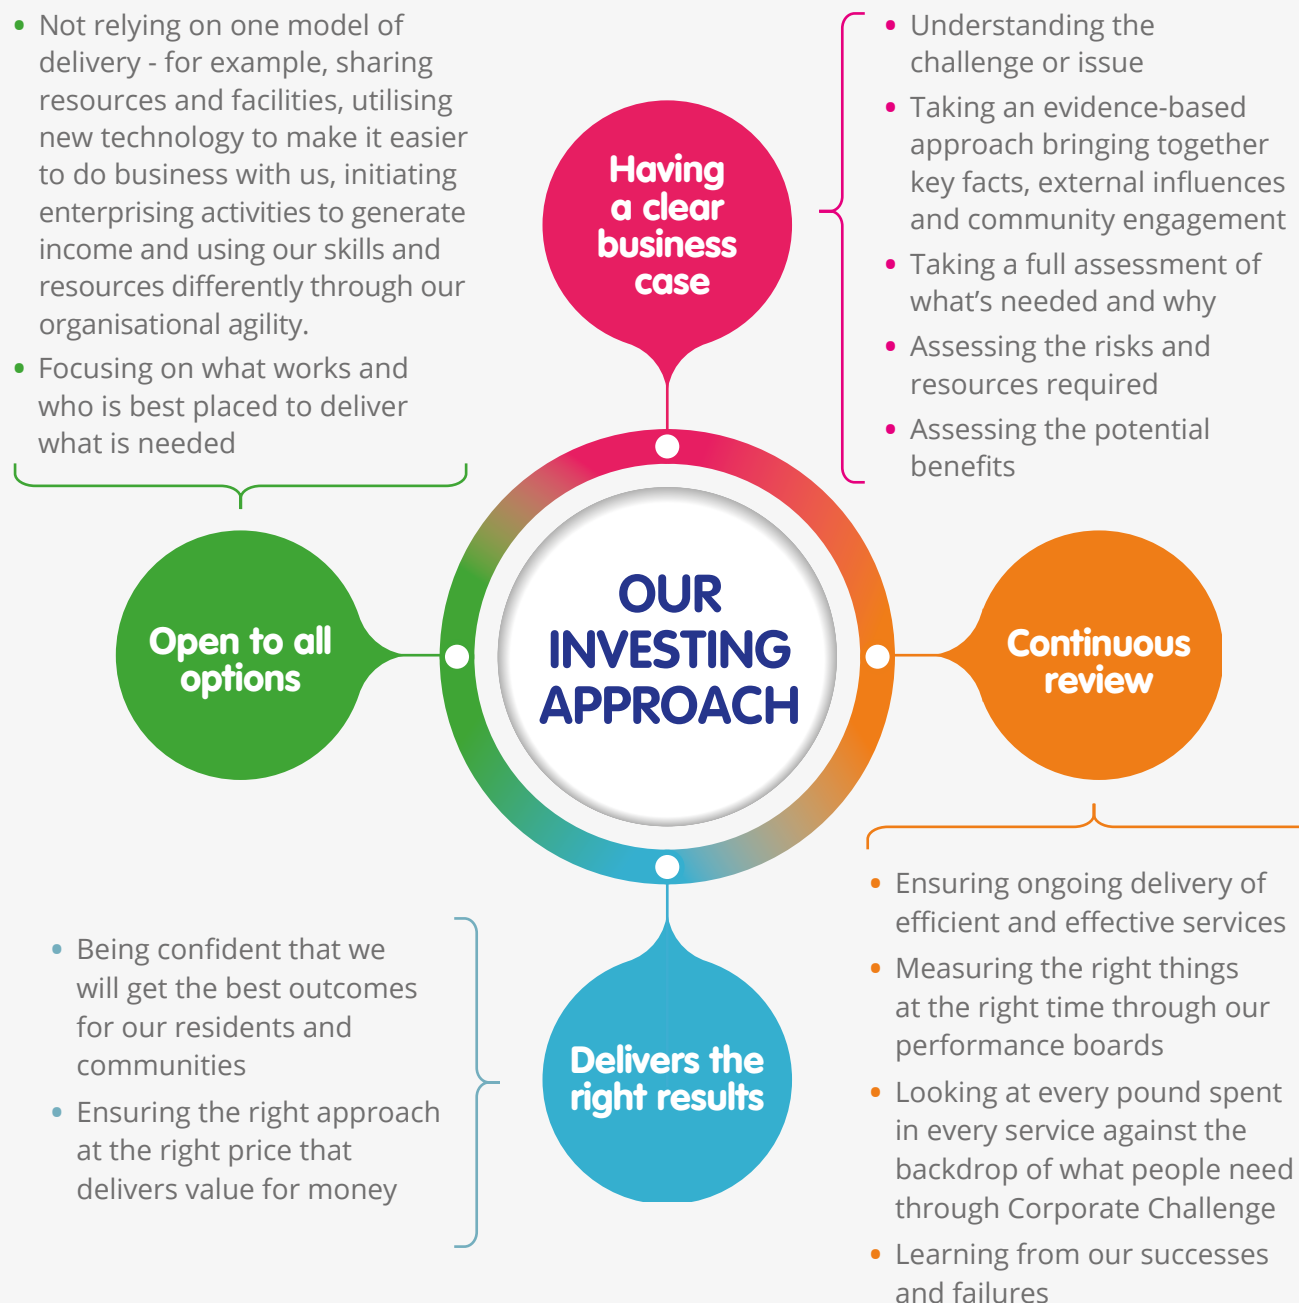 • Not relying on one model of
delivery - for example, sharing
resources and facilities, utilising
new technology to make it easier
to do business with us, initiating
enterprising activities to generate
income and using our skills and
resources differently through our
organisational agility.
• Focusing on what works and
who is best placed to deliver
what is needed
Having
a clear
business
case
• Understanding the
challenge or issue
• Taking an evidence-based
approach bringing together
key facts, external influences
and community engagement
• Taking a full assessment of
what's needed and why
• Assessing the risks and
resources required
• Assessing the potential
benefits
Open to all
options
OUR
INVESTING
APPROACH
Continuous
review
• Being confident that we
will get the best outcomes
for our residents and
communities
• Ensuring the right approach
at the right price that
delivers value for money
Delivers the
right results
• Ensuring ongoing delivery of
efficient and effective services
• Measuring the right things
at the right time through our
performance boards
• Looking at every pound spent
in every service against the
backdrop of what people need
through Corporate Challenge
• Learning from our successes
and failures